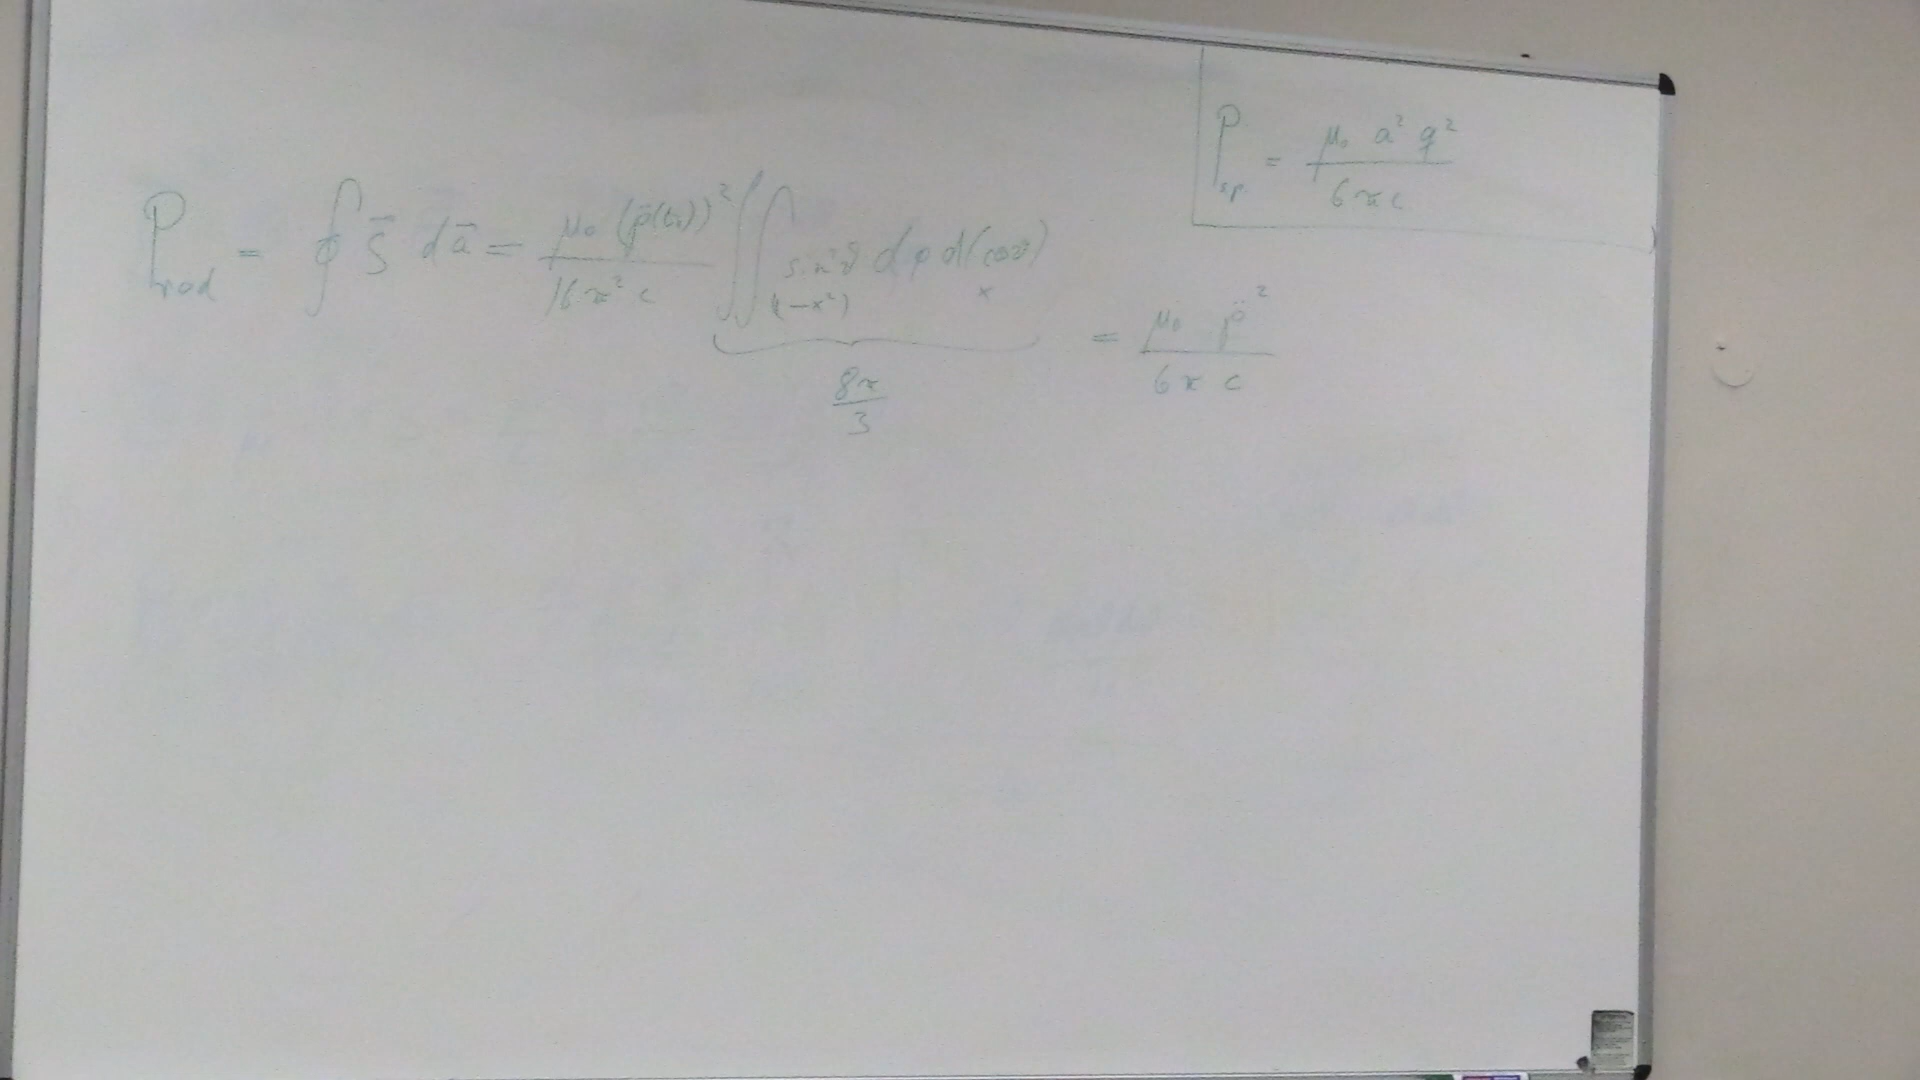 P_rad = ∮ S⃗ da⃗ = μ₀ (p̈(t₀))² / 16π² c ∬ sin²ϑ dφ d(cosϑ)
(1-x²) x
8π/3
= μ₀ p̈² / 6π c
P_sp. = μ₀ a² q² / 6πc